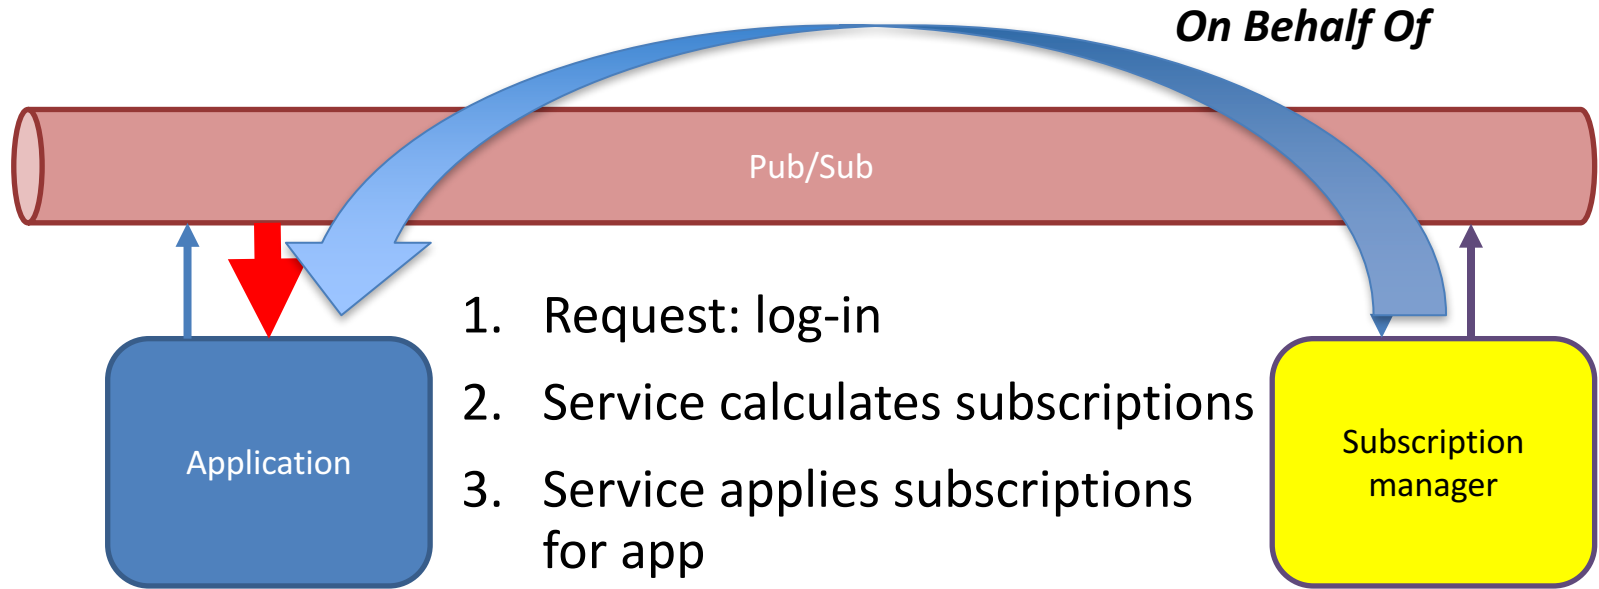 On Behalf Of
Pub/Sub
1. Request: log-in
2. Service calculates subscriptions
3. Service applies subscriptions
for app
Application
Subscription
manager